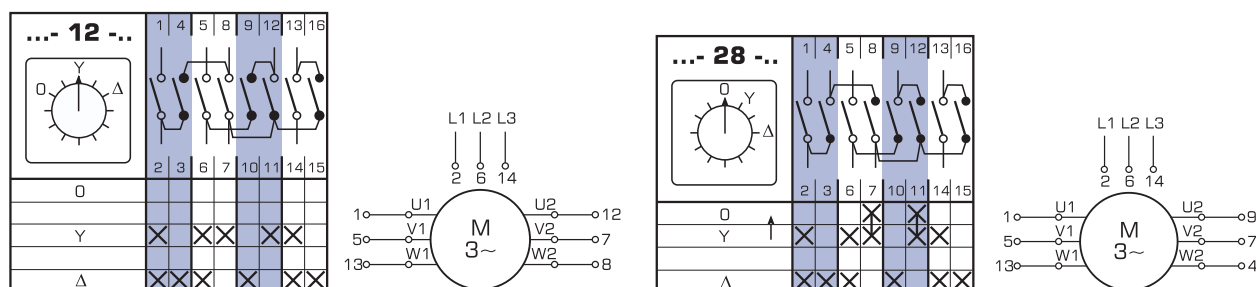 ...- 12 -..
1 4 5 8 9 12 13 16
Y
0 Δ
2 3 6 7 10 11 14 15
0
Y
Δ
L1 L2 L3
2 6 14
1 U1 U2 12
5 V1 M V2 7
13 W1 3~ W2 8
...- 28 -..
1 4 5 8 9 12 13 16
0
Y
Δ
2 3 6 7 10 11 14 15
0
Y
Δ
L1 L2 L3
2 6 14
1 U1 U2 9
5 V1 M V2 7
13 W1 3~ W2 4